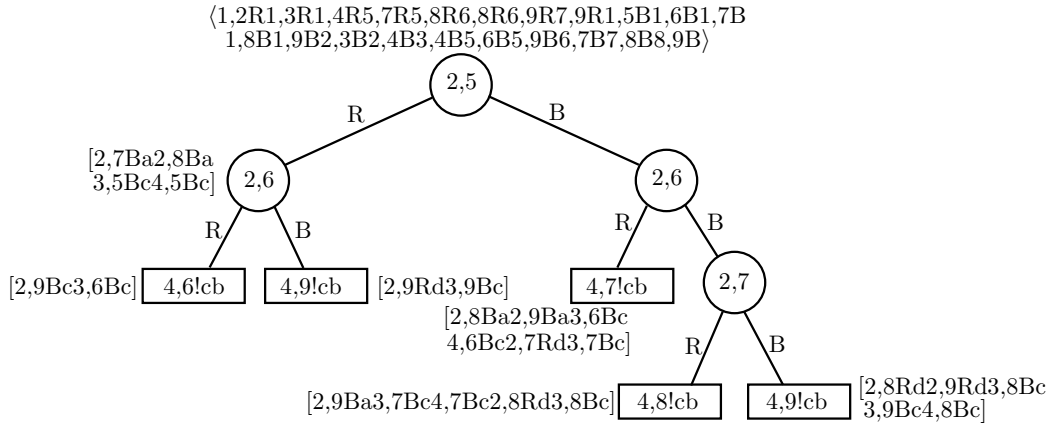 ⟨1,2R1,3R1,4R5,7R5,8R6,8R6,9R7,9R1,5B1,6B1,7B
1,8B1,9B2,3B2,4B3,4B5,6B5,9B6,7B7,8B8,9B⟩
2,5
R
B
[2,7Ba2,8Ba
3,5Bc4,5Bc]
2,6
2,6
R
B
R
B
[2,9Bc3,6Bc]
4,6!cb
4,9!cb
[2,9Rd3,9Bc]
4,7!cb
2,7
[2,8Ba2,9Ba3,6Bc
4,6Bc2,7Rd3,7Bc]
R
B
[2,9Ba3,7Bc4,7Bc2,8Rd3,8Bc]
4,8!cb
4,9!cb
[2,8Rd2,9Rd3,8Bc
3,9Bc4,8Bc]